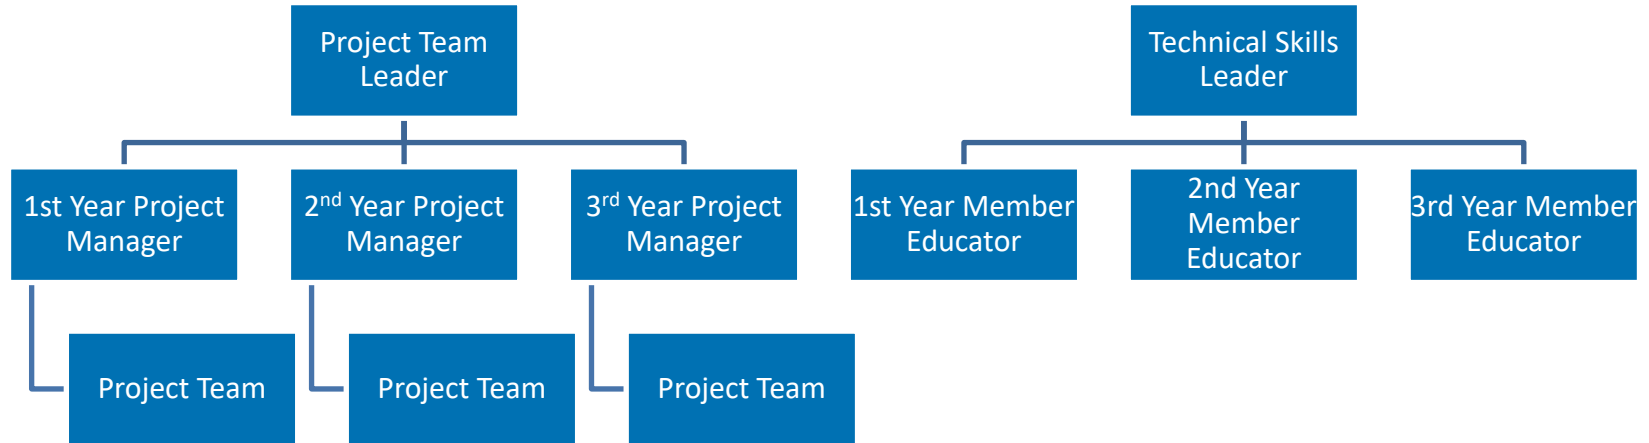 Project Team
Leader
Technical Skills
Leader
1st Year Project
Manager
2nd Year Project
Manager
3rd Year Project
Manager
1st Year Member
Educator
2nd Year
Member
Educator
3rd Year Member
Educator
Project Team
Project Team
Project Team